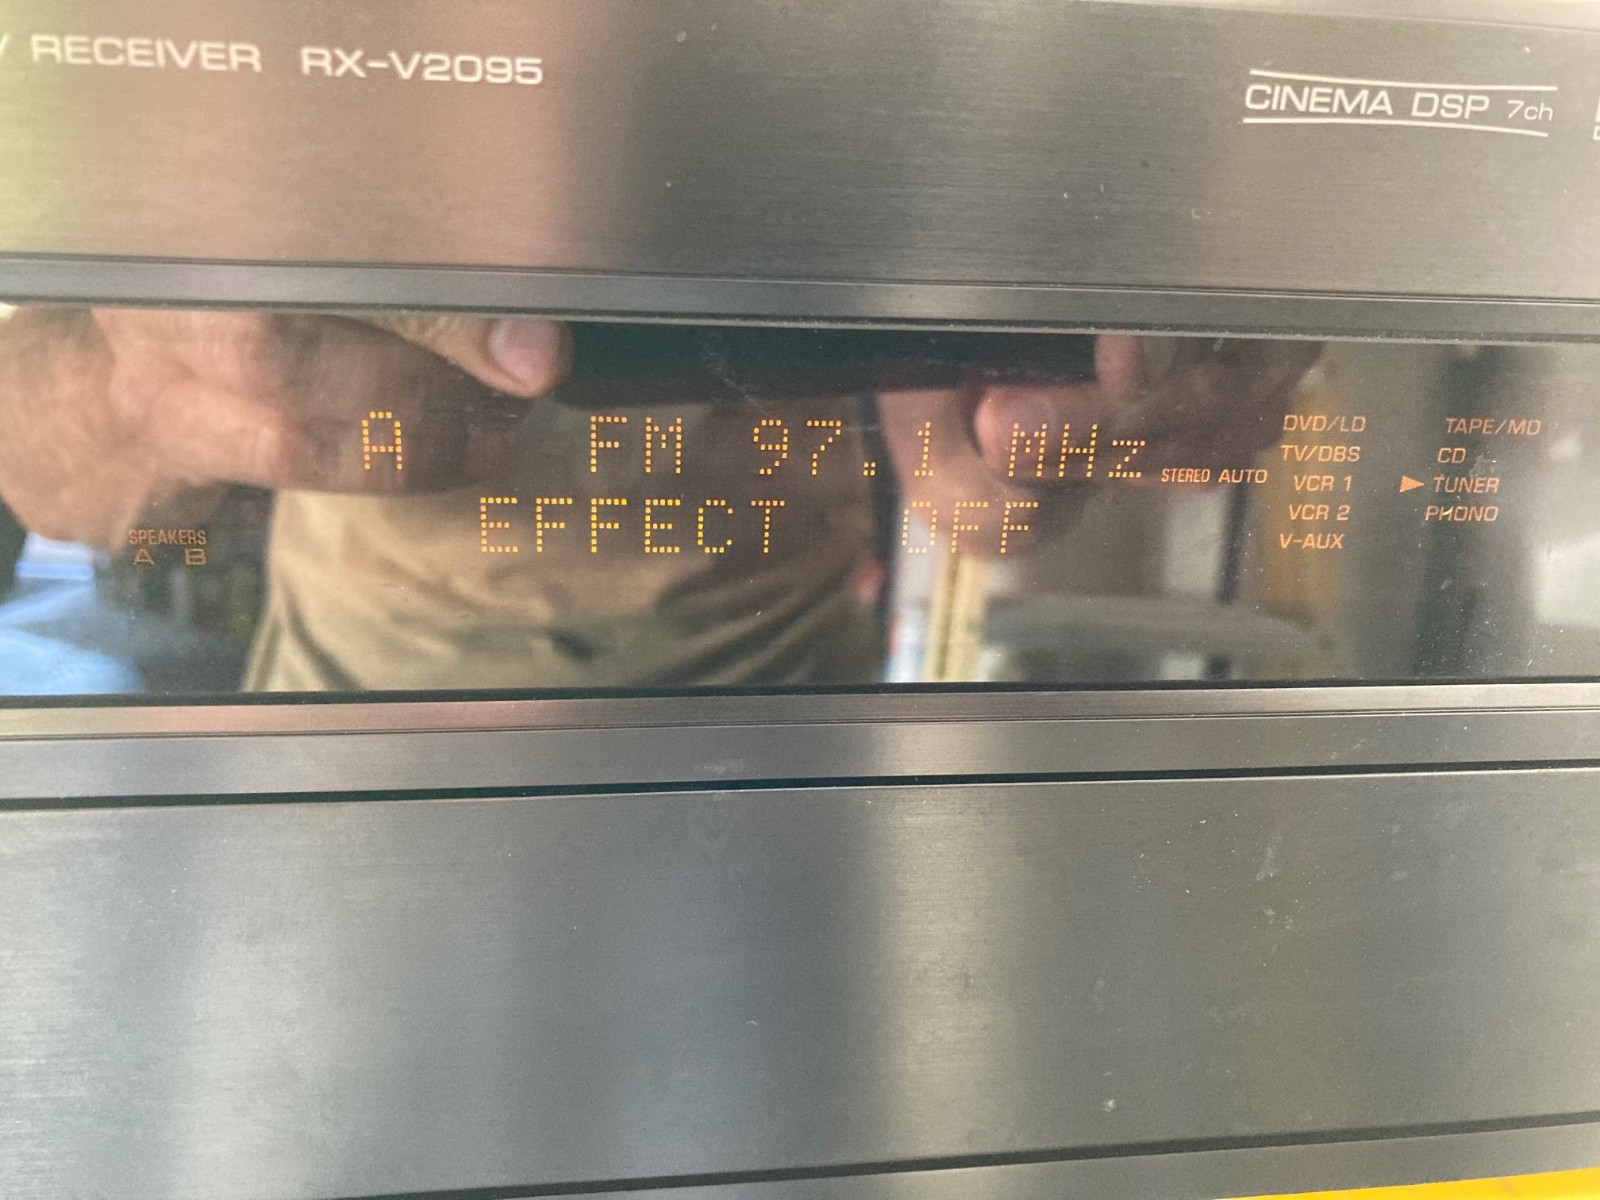 RECEIVER RX-V2095
CINEMA DSP 7ch
A FM 97.1 MHz
STEREO AUTO
EFFECT OFF
SPEAKERS
A B
DVD/LD TAPE/MD
TV/DBS CD
VCR 1 TUNER
VCR 2 PHONO
V-AUX